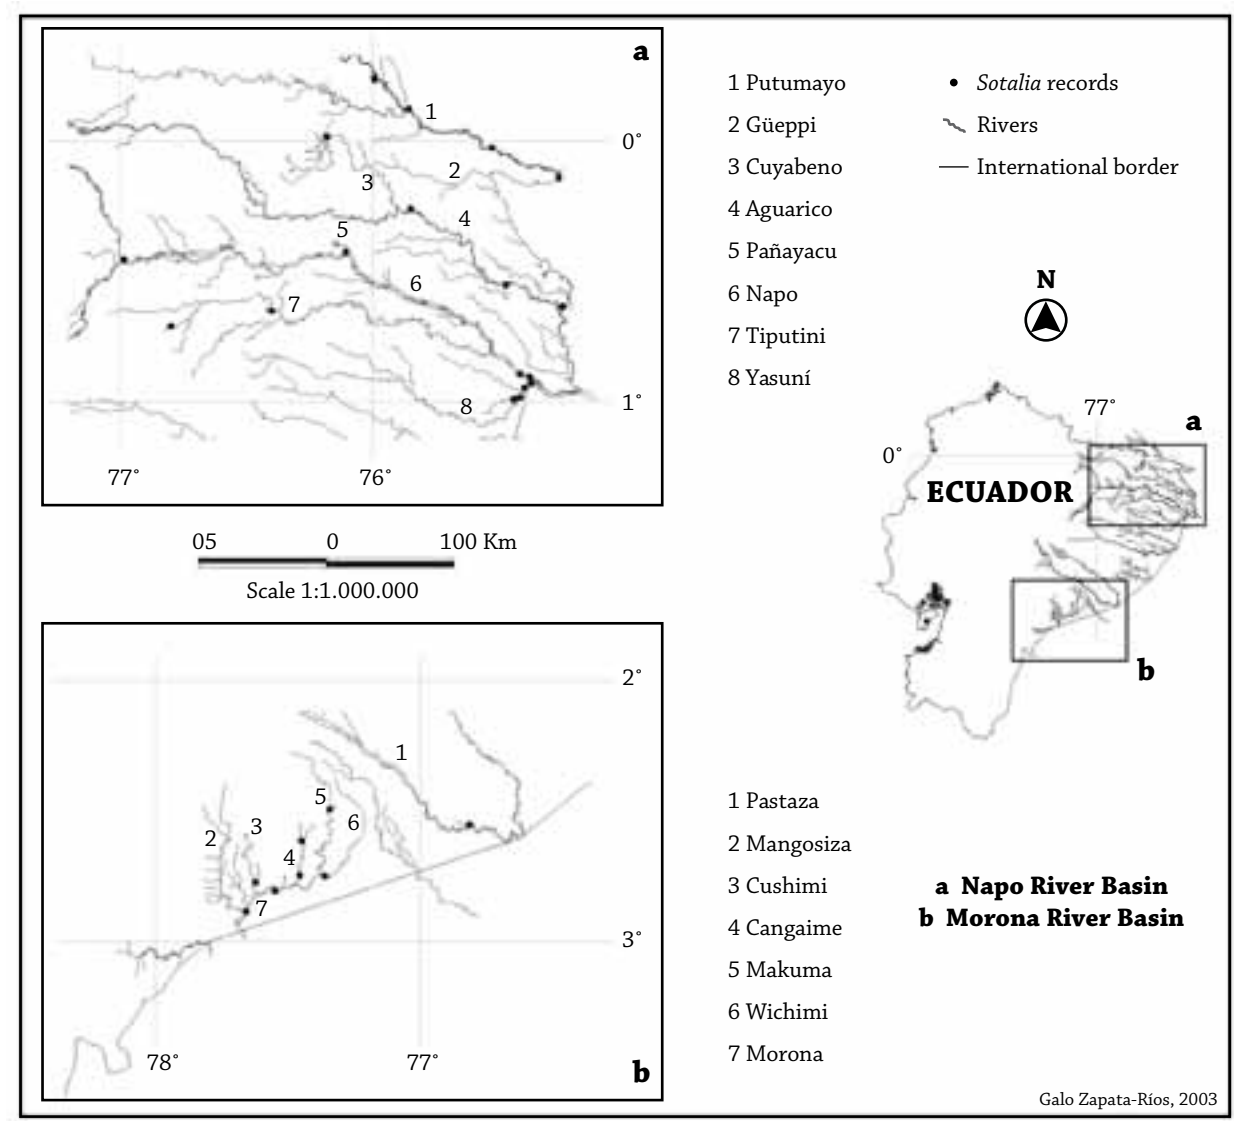 a
1
0°
2
3
4
5
6
7
8
1°
77°
76°
05 0 100 Km
Scale 1:1.000.000
2°
1
5
6
3
2
4
7
3°
78°
77°
b
1 Putumayo
2 Güeppi
3 Cuyabeno
4 Aguarico
5 Pañayacu
6 Napo
7 Tiputini
8 Yasuní
Sotalia records
Rivers
International border
N
77°
a
0°
ECUADOR
b
1 Pastaza
2 Mangosiza
3 Cushimi
4 Cangaime
5 Makuma
6 Wichimi
7 Morona
a Napo River Basin
b Morona River Basin
Galo Zapata-Ríos, 2003